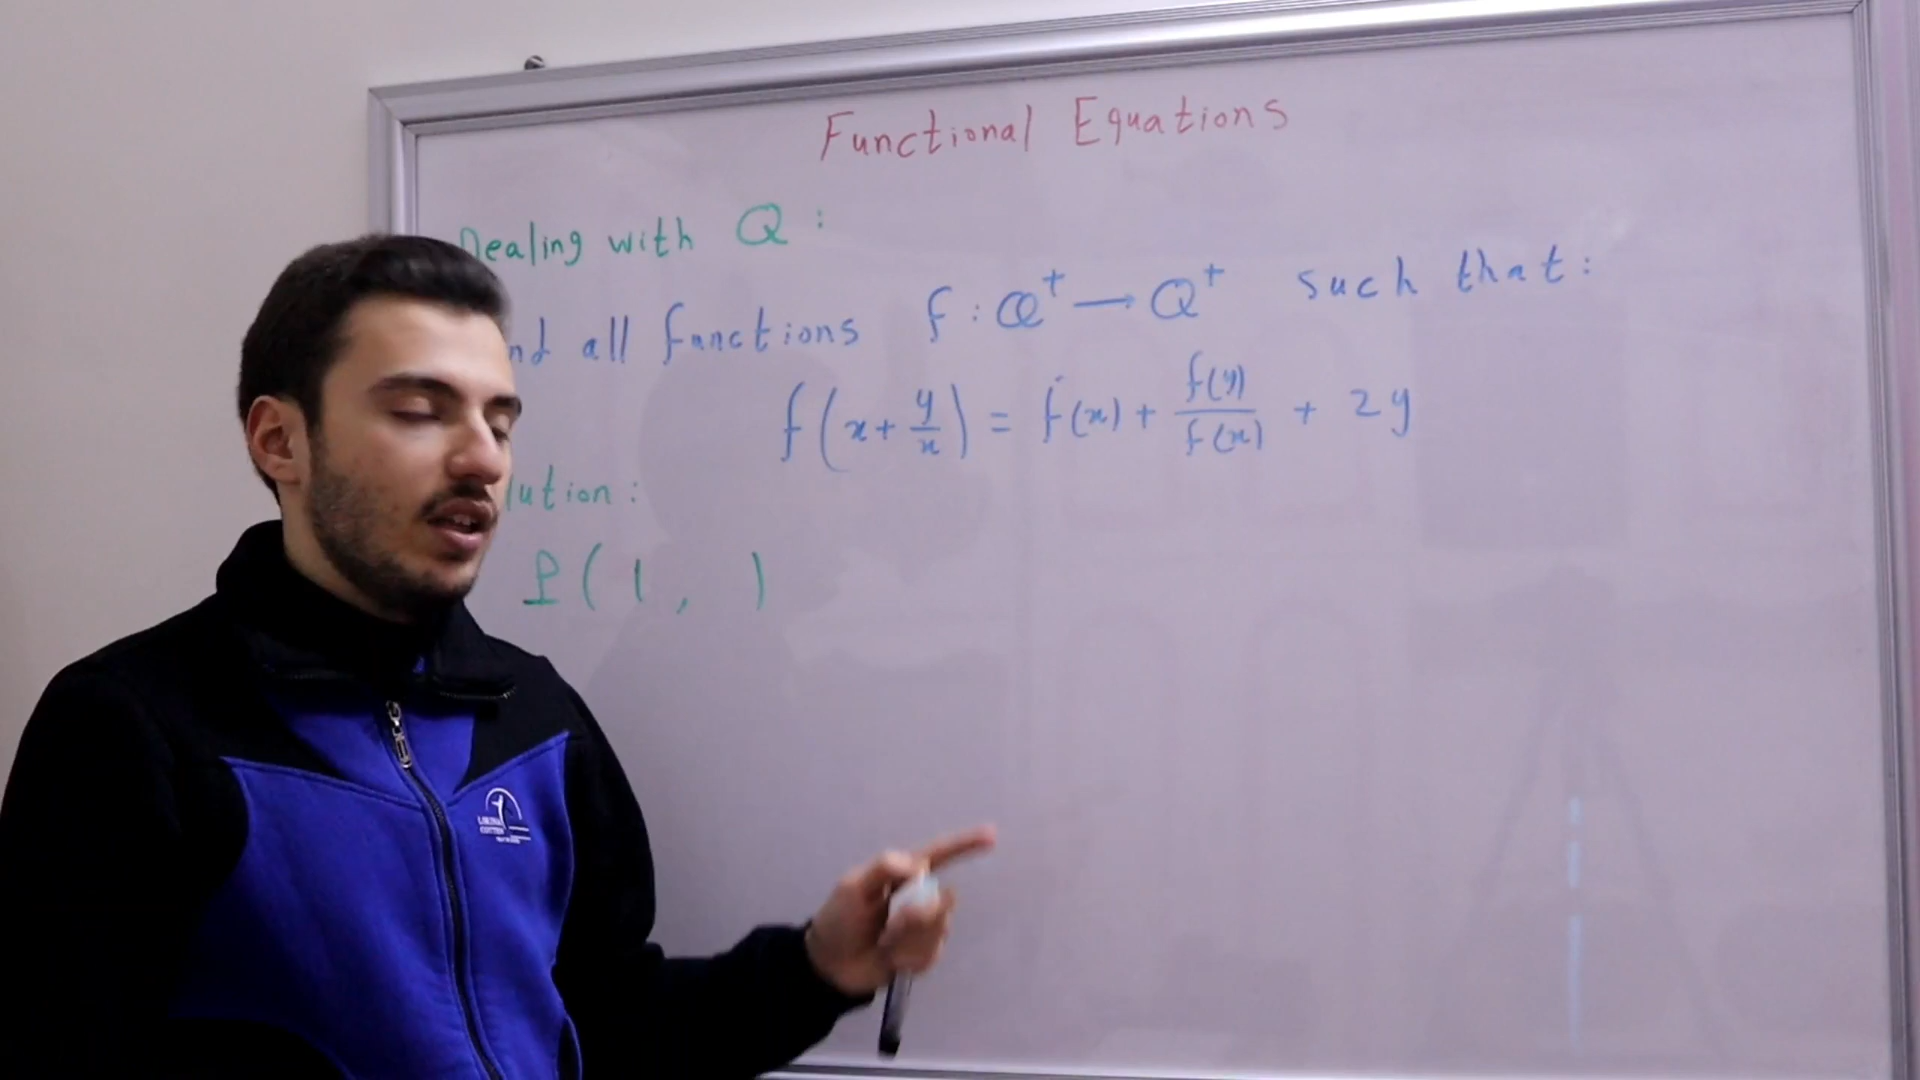 Functional Equations
Dealing with Q :
nd all functions f : Q⁺ → Q⁺ such that :
f(x + y/x) = f(x) + f(y)/f(x) + 2y
lution :
P( 1 , )